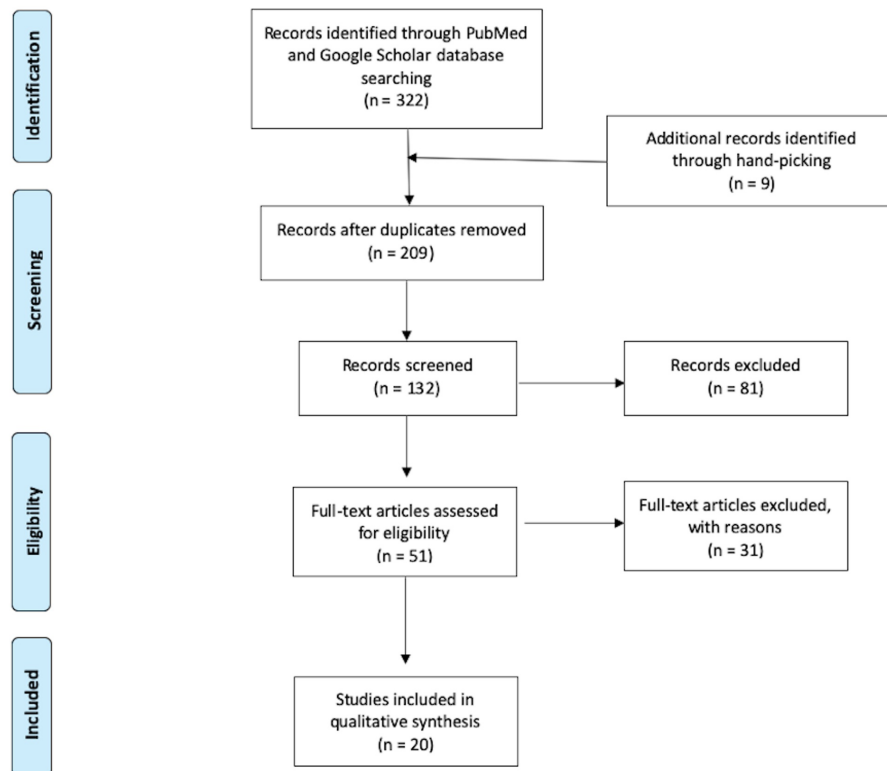 Identification
Records identified through PubMed
and Google Scholar database
searching
(n = 322)
Additional records identified
through hand-picking
(n = 9)
Screening
Records after duplicates removed
(n = 209)
Records screened
(n = 132)
Records excluded
(n = 81)
Eligibility
Full-text articles assessed
for eligibility
(n = 51)
Full-text articles excluded,
with reasons
(n = 31)
Included
Studies included in
qualitative synthesis
(n = 20)